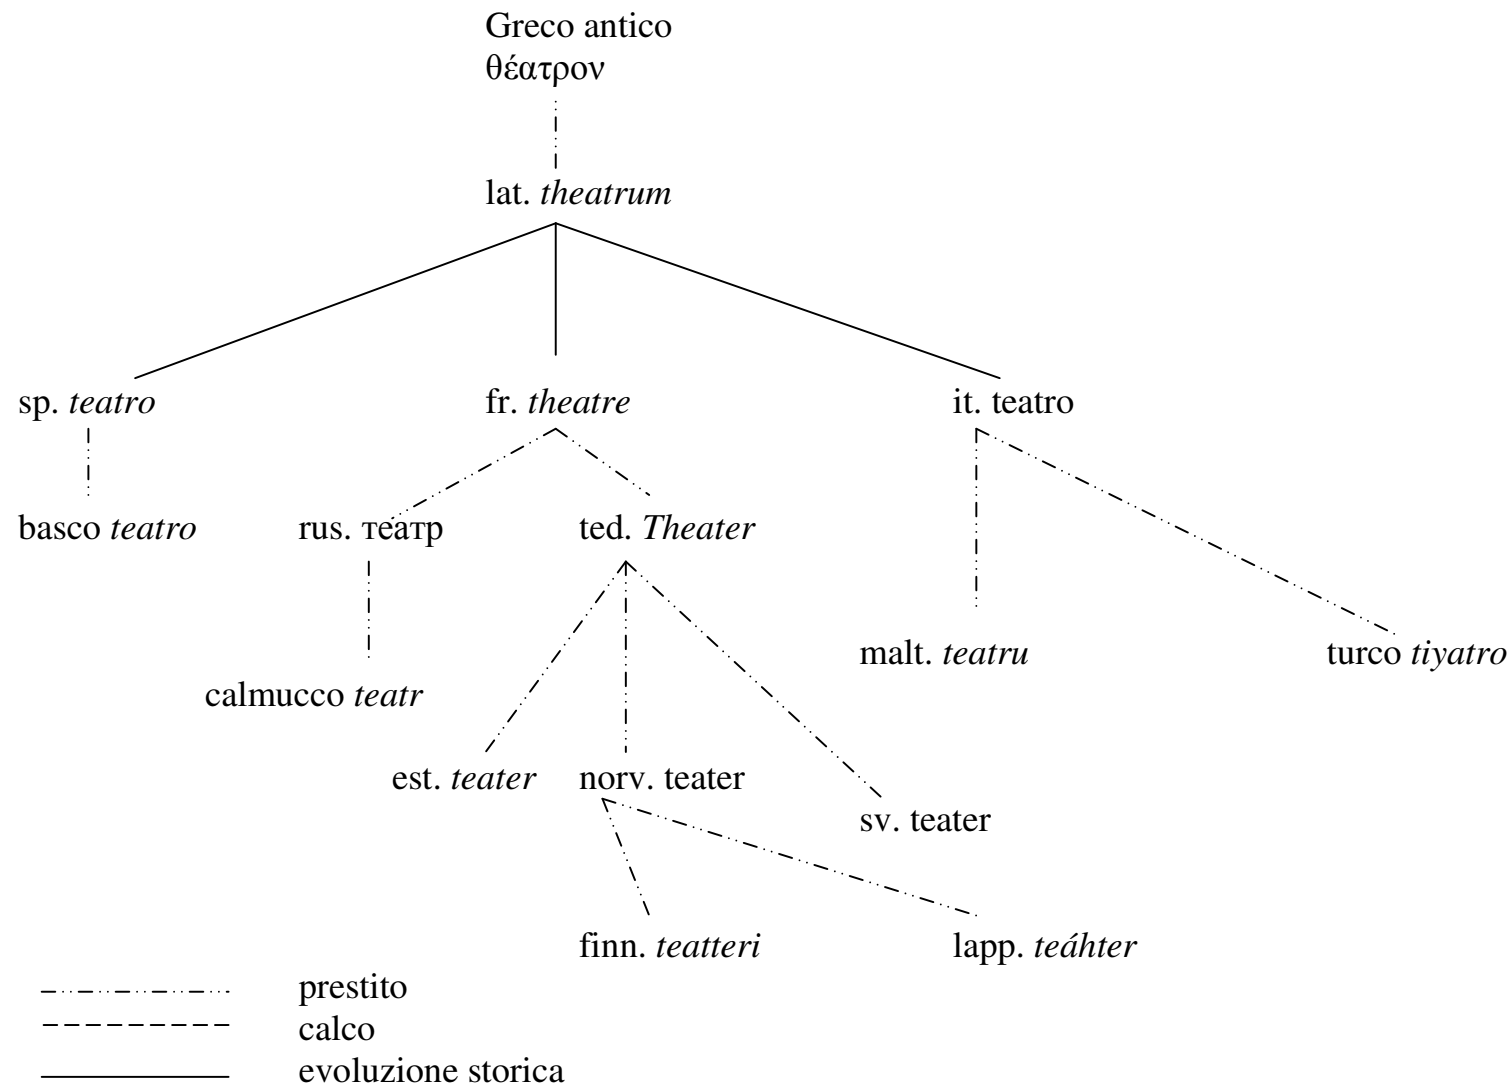 Greco antico
θέατρον
lat. theatrum
sp. teatro
fr. theatre
it. teatro
basco teatro
rus. театр
ted. Theater
malt. teatru
turco tiyatro
calmucco teatr
est. teater
norv. teater
sv. teater
finn. teatteri
lapp. teáhter
prestito
calco
evoluzione storica